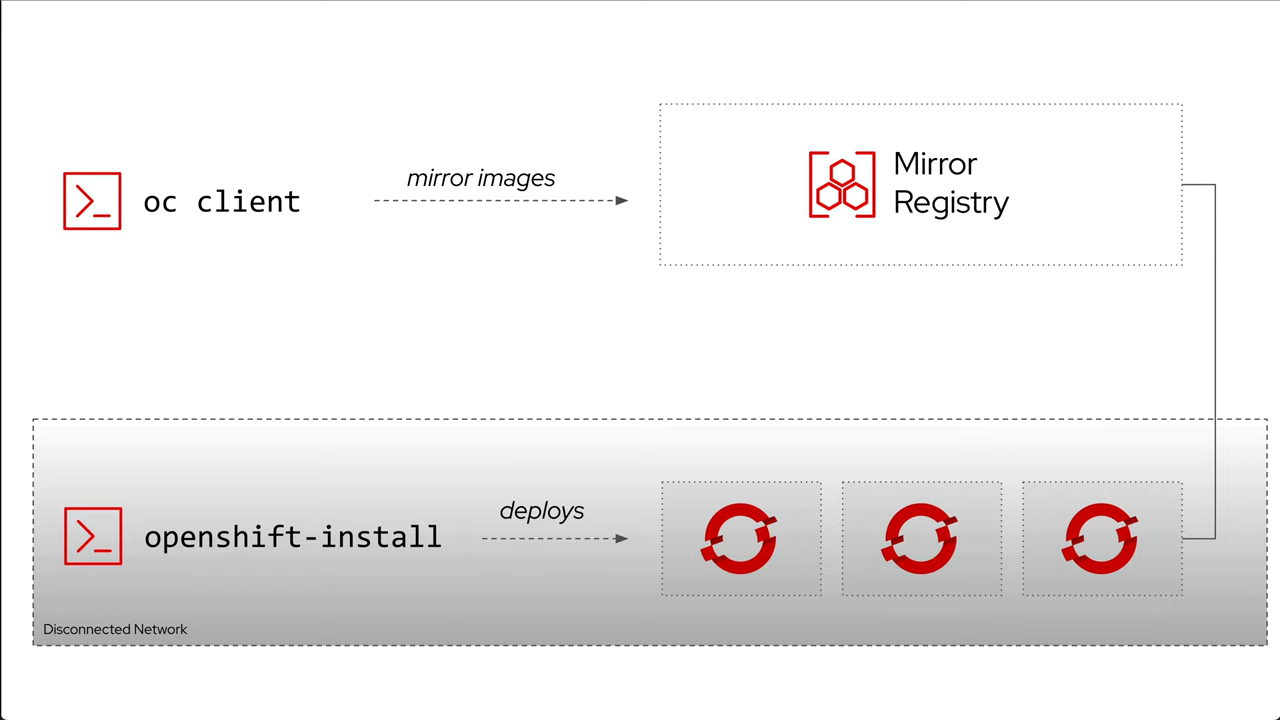 mirror images
oc client
Mirror
Registry
deploys
openshift-install
Disconnected Network